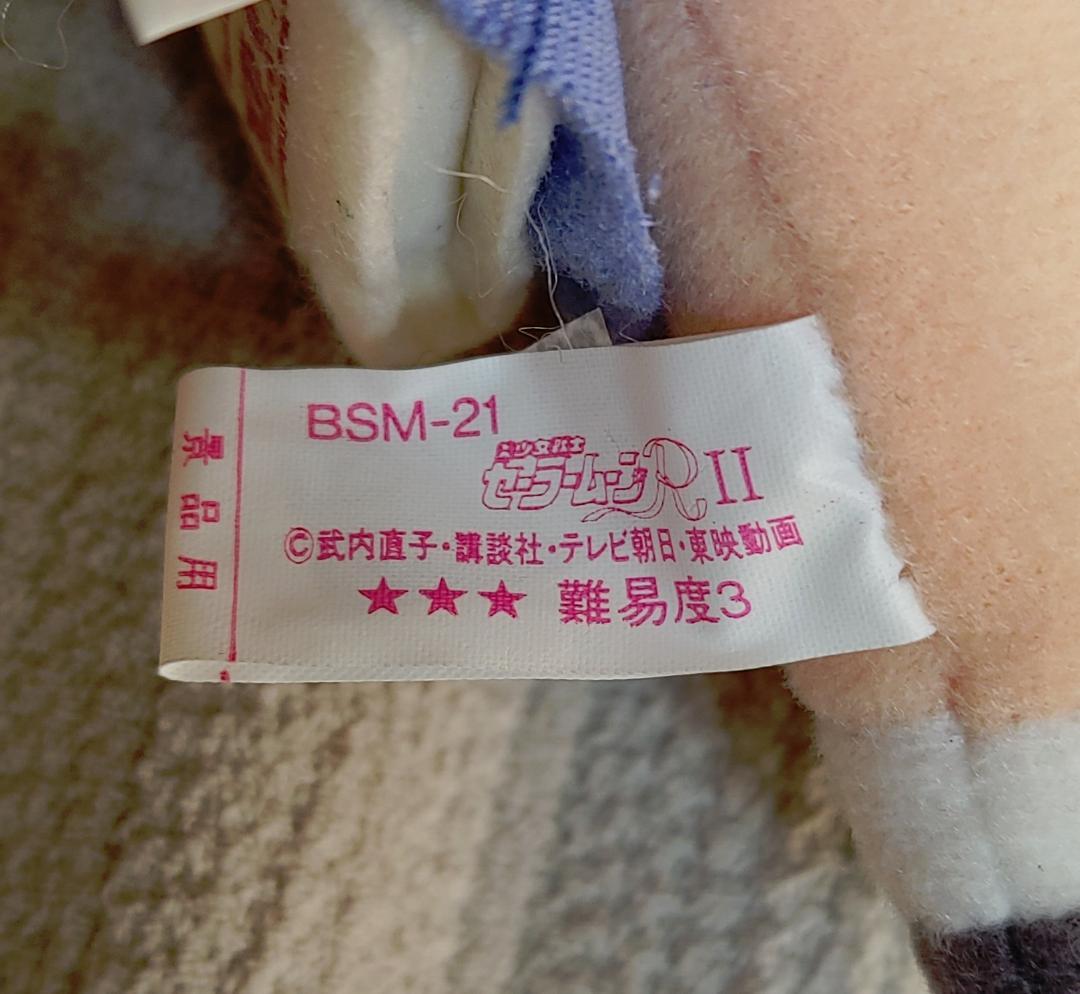 BSM-21
美少女戦士
セーラームーンR II
©武内直子・講談社・テレビ朝日・東映動画
★★★ 難易度3
景品用